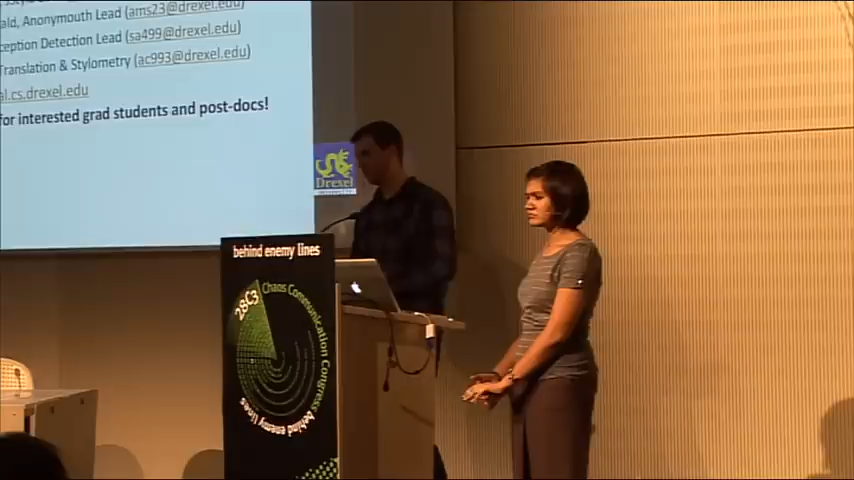 ald, Anonymouth Lead (ams23@drexel.edu)
ception Detection Lead (sa499@drexel.edu)
Translation & Stylometry (ac993@drexel.edu)
al.cs.drexel.edu
for interested grad students and post-docs!
Drexel
behind enemy lines
28C3 Chaos Communication Congress
behind enemy lines